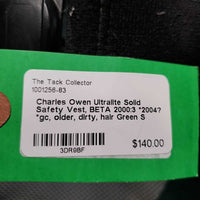 The Tack Collector
1001256-83
Charles Owen Ultralite Solid
Safety Vest, BETA 2000:3 *2004?
*gc, older, dirty, hair Green S
$140.00
3DR9BF